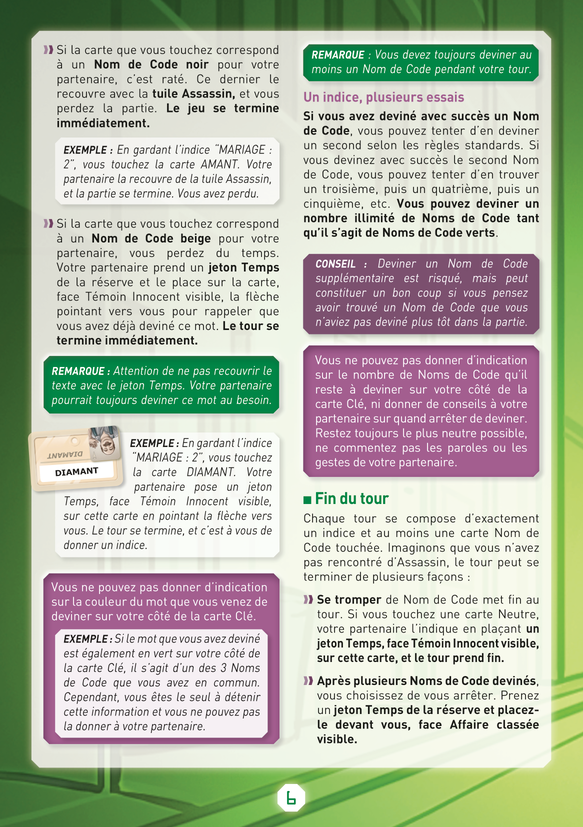 Si la carte que vous touchez correspond
à un Nom de Code noir pour votre
partenaire, c'est raté. Ce dernier le
recouvre avec la tuile Assassin, et vous
perdez la partie. Le jeu se termine
immédiatement.
EXEMPLE : En gardant l'indice "MARIAGE :
2", vous touchez la carte AMANT. Votre
partenaire la recouvre de la tuile Assassin,
et la partie se termine. Vous avez perdu.
Si la carte que vous touchez correspond
à un Nom de Code beige pour votre
partenaire, vous perdez du temps.
Votre partenaire prend un jeton Temps
de la réserve et le place sur la carte,
face Témoin Innocent visible, la flèche
pointant vers vous pour rappeler que
vous avez déjà deviné ce mot. Le tour se
termine immédiatement.
REMARQUE : Attention de ne pas recouvrir le
texte avec le jeton Temps. Votre partenaire
pourrait toujours deviner ce mot au besoin.
DIAMANT
DIAMANT
EXEMPLE : En gardant l'indice
"MARIAGE : 2", vous touchez
la carte DIAMANT. Votre
partenaire pose un jeton
Temps, face Témoin Innocent visible,
sur cette carte en pointant la flèche vers
vous. Le tour se termine, et c'est à vous de
donner un indice.
Vous ne pouvez pas donner d'indication
sur la couleur du mot que vous venez de
deviner sur votre côté de la carte Clé.
EXEMPLE : Si le mot que vous avez deviné
est également en vert sur votre côté de
la carte Clé, il s'agit d'un des 3 Noms
de Code que vous avez en commun.
Cependant, vous êtes le seul à détenir
cette information et vous ne pouvez pas
la donner à votre partenaire.
REMARQUE : Vous devez toujours deviner au
moins un Nom de Code pendant votre tour.
Un indice, plusieurs essais
Si vous avez deviné avec succès un Nom
de Code, vous pouvez tenter d'en deviner
un second selon les règles standards. Si
vous devinez avec succès le second Nom
de Code, vous pouvez tenter d'en trouver
un troisième, puis un quatrième, puis un
cinquième, etc. Vous pouvez deviner un
nombre illimité de Noms de Code tant
qu'il s'agit de Noms de Code verts.
CONSEIL : Deviner un Nom de Code
supplémentaire est risqué, mais peut
constituer un bon coup si vous pensez
avoir trouvé un Nom de Code que vous
n'aviez pas deviné plus tôt dans la partie.
Vous ne pouvez pas donner d'indication
sur le nombre de Noms de Code qu'il
reste à deviner sur votre côté de la
carte Clé, ni donner de conseils à votre
partenaire sur quand arrêter de deviner.
Restez toujours le plus neutre possible,
ne commentez pas les paroles ou les
gestes de votre partenaire.
Fin du tour
Chaque tour se compose d'exactement
un indice et au moins une carte Nom de
Code touchée. Imaginons que vous n'avez
pas rencontré d'Assassin, le tour peut se
terminer de plusieurs façons :
Se tromper de Nom de Code met fin au
tour. Si vous touchez une carte Neutre,
votre partenaire l'indique en plaçant un
jeton Temps, face Témoin Innocent visible,
sur cette carte, et le tour prend fin.
Après plusieurs Noms de Code devinés,
vous choisissez de vous arrêter. Prenez
un jeton Temps de la réserve et placez-
le devant vous, face Affaire classée
visible.
6